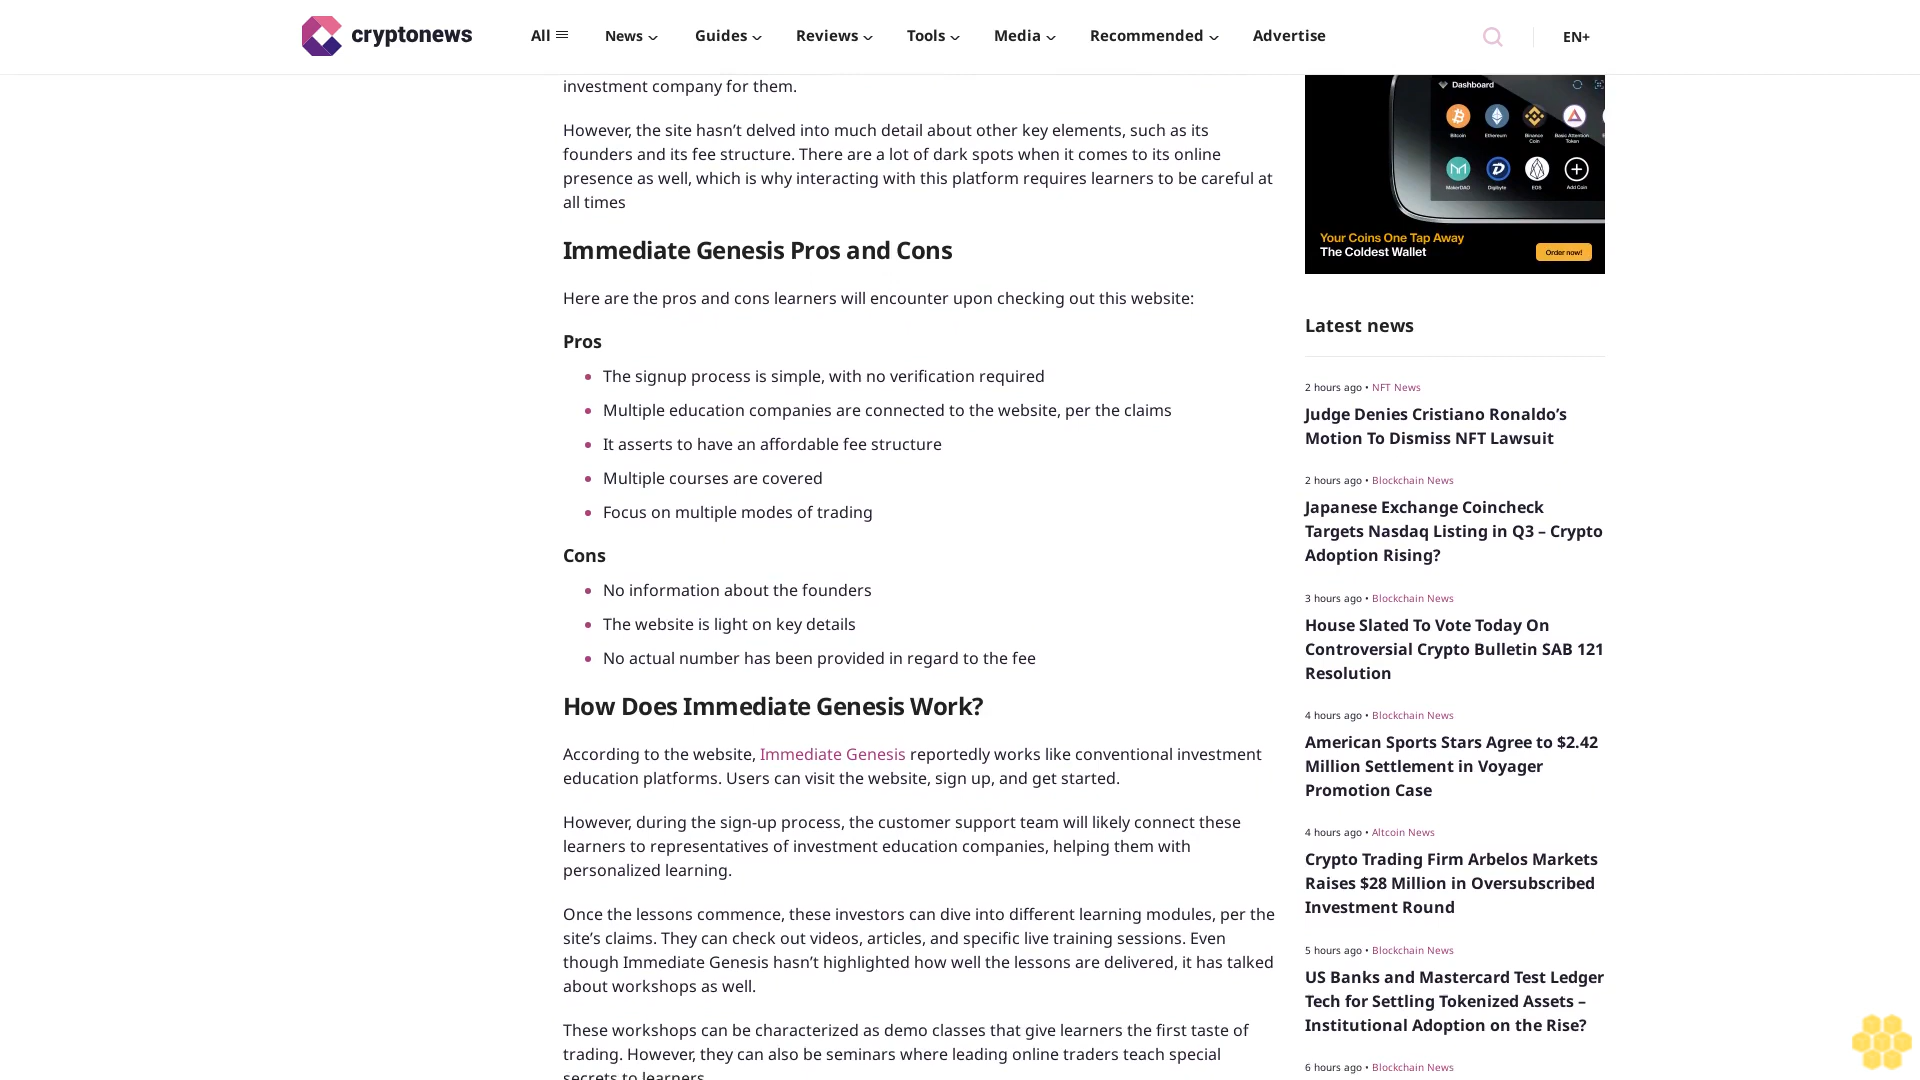 cryptonews
All
News
Guides
Reviews
Tools
Media
Recommended
Advertise
EN+
investment company for them.
However, the site hasn’t delved into much detail about other key elements, such as its
founders and its fee structure. There are a lot of dark spots when it comes to its online
presence as well, which is why interacting with this platform requires learners to be careful at
all times
Immediate Genesis Pros and Cons
Here are the pros and cons learners will encounter upon checking out this website:
Pros
The signup process is simple, with no verification required
Multiple education companies are connected to the website, per the claims
It asserts to have an affordable fee structure
Multiple courses are covered
Focus on multiple modes of trading
Cons
No information about the founders
The website is light on key details
No actual number has been provided in regard to the fee
How Does Immediate Genesis Work?
According to the website, Immediate Genesis reportedly works like conventional investment
education platforms. Users can visit the website, sign up, and get started.
However, during the sign-up process, the customer support team will likely connect these
learners to representatives of investment education companies, helping them with
personalized learning.
Once the lessons commence, these investors can dive into different learning modules, per the
site’s claims. They can check out videos, articles, and specific live training sessions. Even
though Immediate Genesis hasn’t highlighted how well the lessons are delivered, it has talked
about workshops as well.
These workshops can be characterized as demo classes that give learners the first taste of
trading. However, they can also be seminars where leading online traders teach special
secrets to learners.
Dashboard
Bitcoin
Ethereum
Binance
Coin
Basic Attention
Token
MakerDAO
Digibyte
EOS
Add Coin
Your Coins One Tap Away
The Coldest Wallet
Order now!
Latest news
2 hours ago • NFT News
Judge Denies Cristiano Ronaldo’s
Motion To Dismiss NFT Lawsuit
2 hours ago • Blockchain News
Japanese Exchange Coincheck
Targets Nasdaq Listing in Q3 – Crypto
Adoption Rising?
3 hours ago • Blockchain News
House Slated To Vote Today On
Controversial Crypto Bulletin SAB 121
Resolution
4 hours ago • Blockchain News
American Sports Stars Agree to $2.42
Million Settlement in Voyager
Promotion Case
4 hours ago • Altcoin News
Crypto Trading Firm Arbelos Markets
Raises $28 Million in Oversubscribed
Investment Round
5 hours ago • Blockchain News
US Banks and Mastercard Test Ledger
Tech for Settling Tokenized Assets –
Institutional Adoption on the Rise?
6 hours ago • Blockchain News